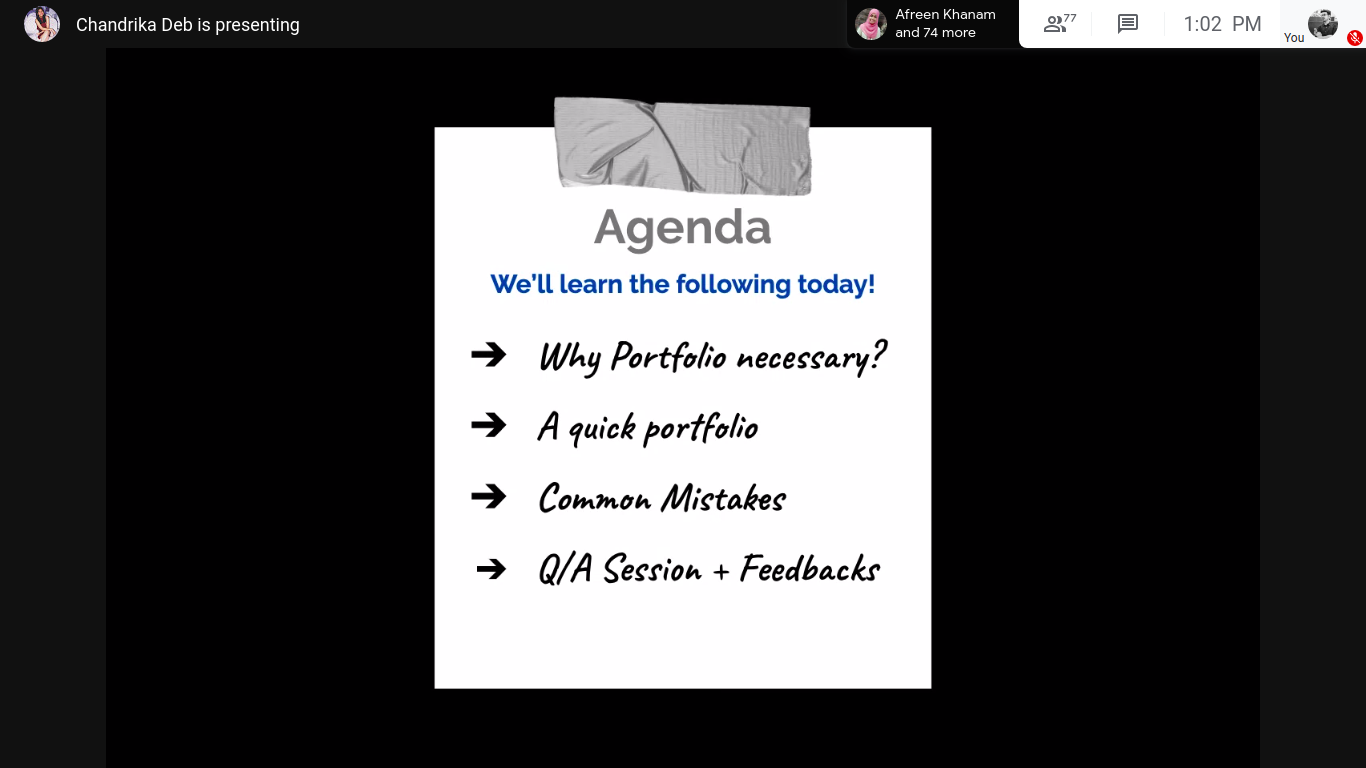 Chandrika Deb is presenting
Afreen Khanam
and 74 more
77
1:02 PM
You
Agenda
We'll learn the following today!
➔ Why Portfolio necessary?
➔ A quick portfolio
➔ Common Mistakes
➔ Q/A Session + Feedbacks